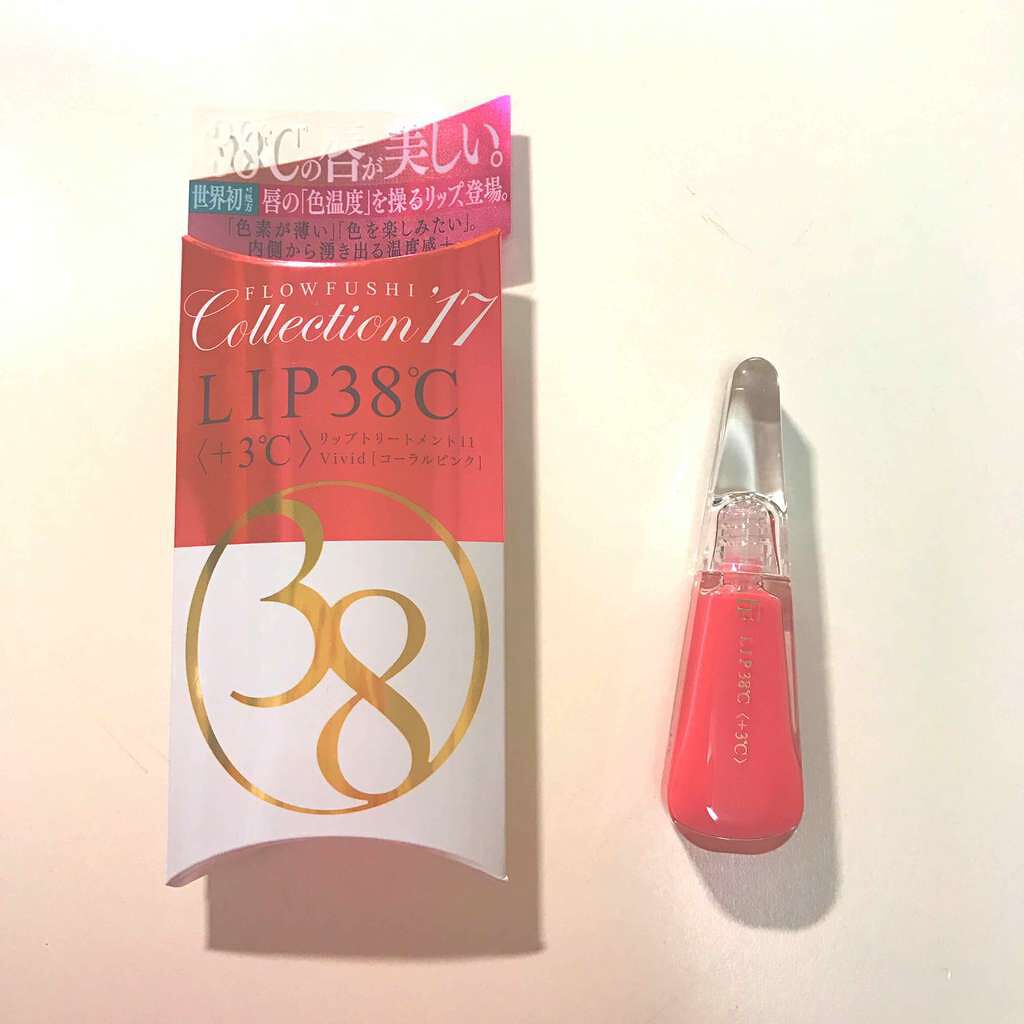 38℃の唇が美しい。
世界初 処方 唇の「色温度」を操るリップ、登場。
「色素が薄い」「色を楽しみたい」。
内側から湧き出る温度感+
FLOWFUSHI
Collection '17
LIP38℃
〈+3℃〉
リップトリートメント11
Vivid [コーラルピンク]
38
LIP38℃ 〈+3℃〉